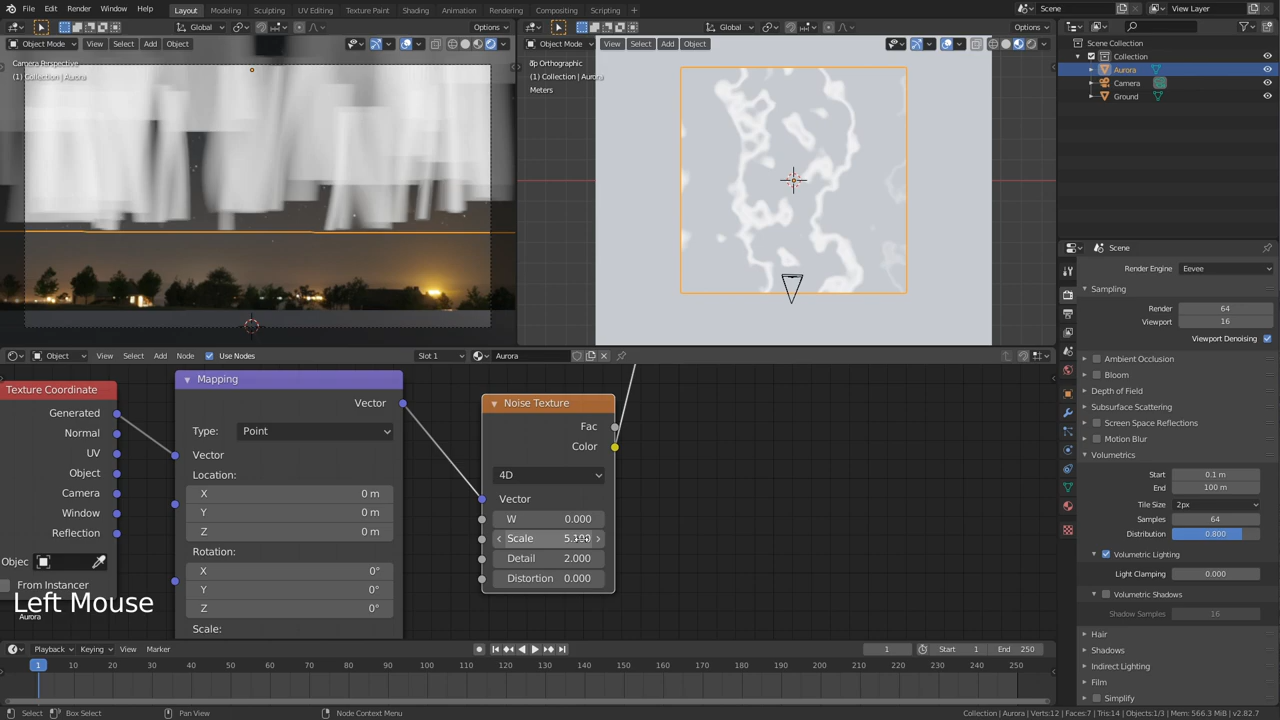 File Edit Render Window Help
Layout Modeling Sculpting UV Editing Texture Paint Shading Animation Rendering Compositing Scripting
Scene View Layer
Global Options
Object Mode View Select Add Object
Camera Perspective
(1) Collection | Aurora
Global Options
Object Mode View Select Add Object
(1) Collection | Aurora
Meters
Scene Collection
Collection
Aurora
Camera
Ground
Scene
Render Engine Eevee
Sampling
Render 64
Viewport 16
Viewport Denoising
Ambient Occlusion
Bloom
Depth of Field
Subsurface Scattering
Screen Space Reflections
Motion Blur
Volumetrics
Start 0.1 m
End 100 m
Tile Size 2px
Samples 64
Distribution 0.800
Volumetric Lighting
Light Clamping 0.000
Volumetric Shadows
Shadow Samples 16
Hair
Shadows
Indirect Lighting
Film
Simplify
Object View Select Add Node Use Nodes Slot 1 Aurora
Texture Coordinate
Generated
Normal
UV
Object
Camera
Window
Reflection
Objec
From Instancer
Mapping
Vector
Type: Point
Vector
Location:
X 0 m
Y 0 m
Z 0 m
Rotation:
X 0°
Y 0°
Z 0°
Scale:
Noise Texture
Fac
Color
4D
Vector
W 0.000
Scale
Detail 2.000
Distortion 0.000
Left Mouse
Aurora
Playback Keying View Marker 1 Start 1 End 250
1 10 20 30 40 50 60 70 80 90 100 110 120 130 140 150 160 170 180 190 200 210 220 230 240 250
Select Box Select Pan View Node Context Menu Collection | Aurora | Verts:12 | Faces:7 | Tris:14 | Objects:1/3 | Mem: 566.3 MiB | v2.82.7